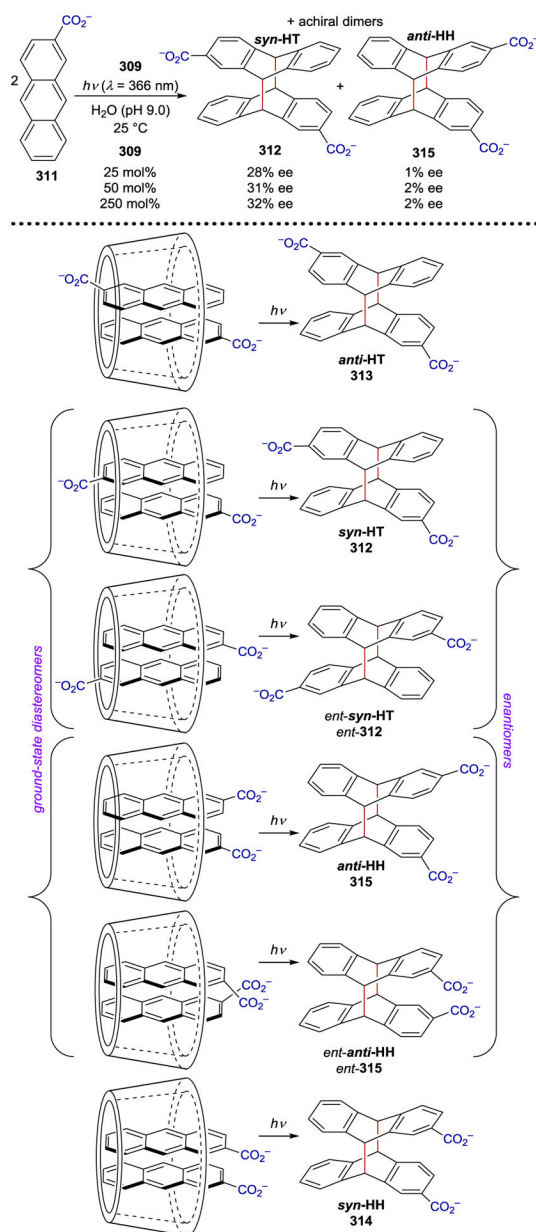 ⁻O₂C
CO₂⁻
2
309
hν (λ = 366 nm)
H₂O (pH 9.0)
25 °C
311
+ achiral dimers
syn-HT
anti-HH
⁻O₂C
CO₂⁻
+
CO₂⁻
CO₂⁻
309 312 315
25 mol% 28% ee 1% ee
50 mol% 31% ee 2% ee
250 mol% 32% ee 2% ee
⁻O₂C
CO₂⁻
hν
⁻O₂C
CO₂⁻
anti-HT
313
⁻O₂C
CO₂⁻
hν
⁻O₂C
CO₂⁻
syn-HT
312
CO₂⁻
⁻O₂C
hν
CO₂⁻
⁻O₂C
ent-syn-HT
ent-312
ground-state diastereomers
enantiomers
CO₂⁻
CO₂⁻
hν
CO₂⁻
CO₂⁻
anti-HH
315
CO₂⁻
CO₂⁻
hν
CO₂⁻
CO₂⁻
ent-anti-HH
ent-315
CO₂⁻
CO₂⁻
hν
CO₂⁻
CO₂⁻
syn-HH
314